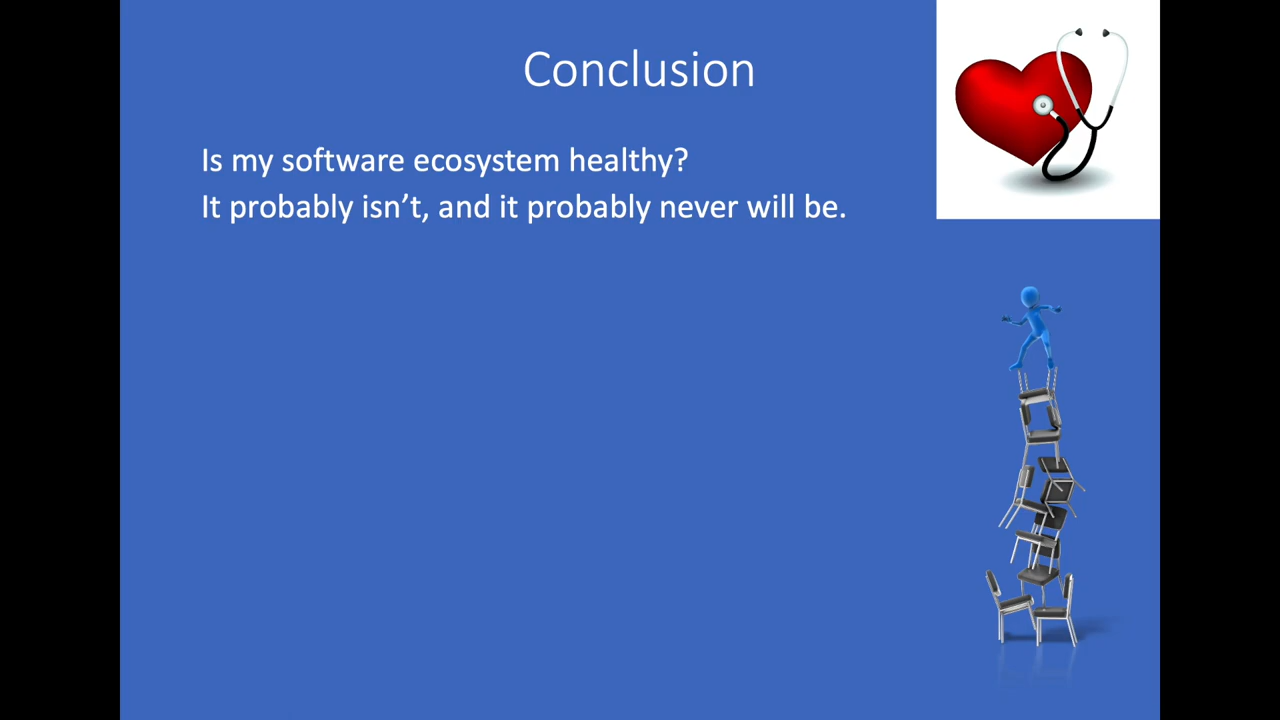 Conclusion
Is my software ecosystem healthy?
It probably isn’t, and it probably never will be.